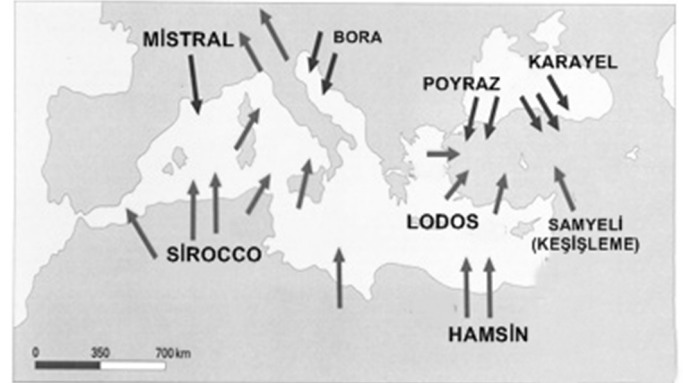 MİSTRAL
BORA
KARAYEL
POYRAZ
LODOS
SAMYELİ
(KEŞİŞLEME)
SİROCCO
HAMSİN
0 350 700 km